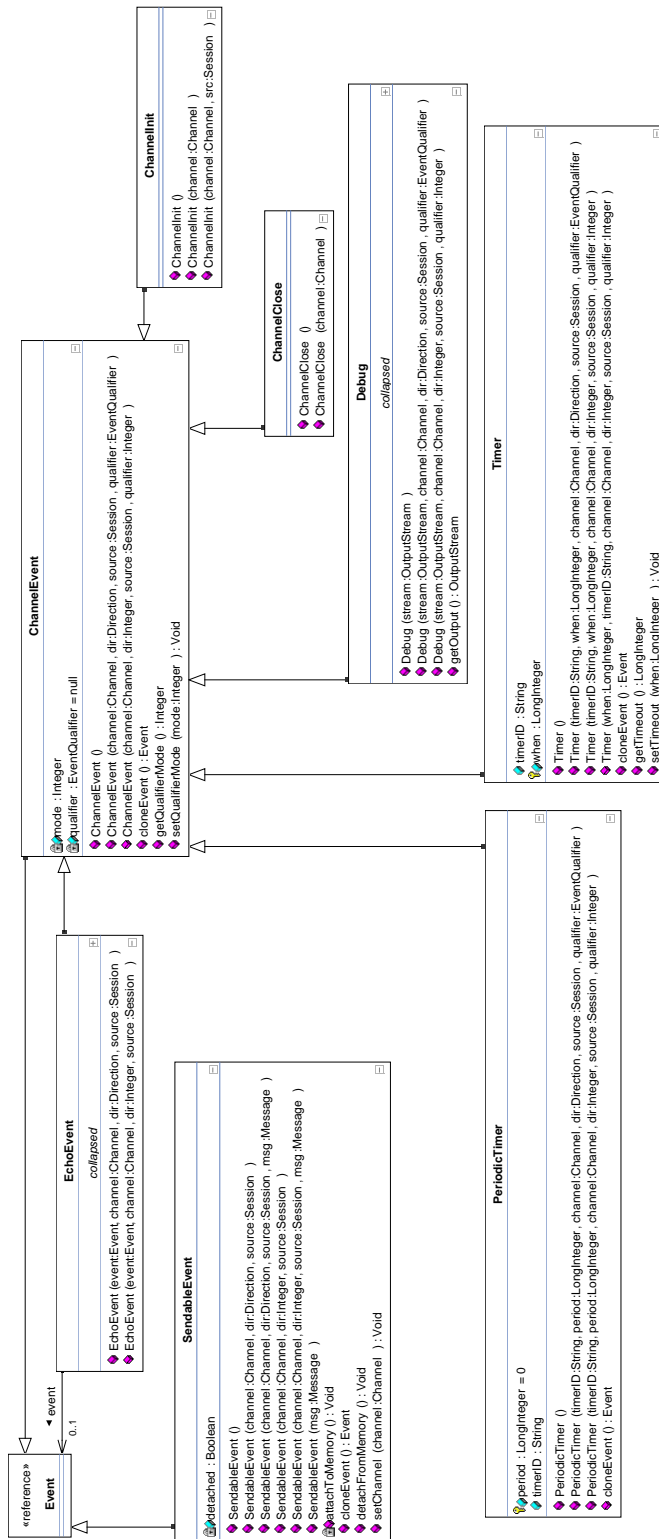 «reference»
Event
event
0..1
EchoEvent
collapsed
EchoEvent (event:Event, channel:Channel , dir:Direction, source :Session )
EchoEvent (event:Event, channel:Channel , dir:Integer, source :Session )
ChannelEvent
mode : Integer
qualifier : EventQualifier = null
ChannelEvent ()
ChannelEvent (channel:Channel , dir:Direction, source :Session , qualifier :EventQualifier )
ChannelEvent (channel:Channel , dir:Integer, source :Session , qualifier :Integer )
cloneEvent () : Event
getQualifierMode () : Integer
setQualifierMode (mode:Integer ) : Void
ChannelInit
ChannelInit ()
ChannelInit (channel:Channel )
ChannelInit (channel:Channel , src:Session )
ChannelClose
ChannelClose ()
ChannelClose (channel:Channel )
SendableEvent
detached : Boolean
SendableEvent ()
SendableEvent (channel:Channel , dir:Direction, source :Session )
SendableEvent (channel:Channel , dir:Direction, source :Session , msg :Message )
SendableEvent (channel:Channel , dir:Integer, source :Session )
SendableEvent (channel:Channel , dir:Integer, source :Session , msg :Message )
SendableEvent (msg :Message )
attachToMemory () : Void
cloneEvent () : Event
detachFromMemory () : Void
setChannel (channel:Channel ) : Void
Debug
collapsed
Debug (stream :OutputStream )
Debug (stream :OutputStream , channel:Channel , dir:Direction, source :Session , qualifier :EventQualifier )
Debug (stream :OutputStream , channel:Channel , dir:Integer, source :Session , qualifier :Integer )
getOutput () : OutputStream
PeriodicTimer
period : LongInteger = 0
timerID : String
PeriodicTimer ()
PeriodicTimer (timerID :String, period :LongInteger , channel:Channel , dir:Direction, source :Session , qualifier :EventQualifier )
PeriodicTimer (timerID :String, period :LongInteger , channel:Channel , dir:Integer, source :Session , qualifier :Integer )
cloneEvent () : Event
Timer
timerID : String
when : LongInteger
Timer ()
Timer (timerID :String, when :LongInteger , channel:Channel , dir:Direction, source :Session , qualifier :EventQualifier )
Timer (timerID :String, when :LongInteger , channel:Channel , dir:Integer, source :Session , qualifier :Integer )
Timer (when :LongInteger , timerID :String, channel:Channel , dir:Integer, source :Session , qualifier :Integer )
cloneEvent () : Event
getTimeout () : LongInteger
setTimeout (when :LongInteger ) : Void